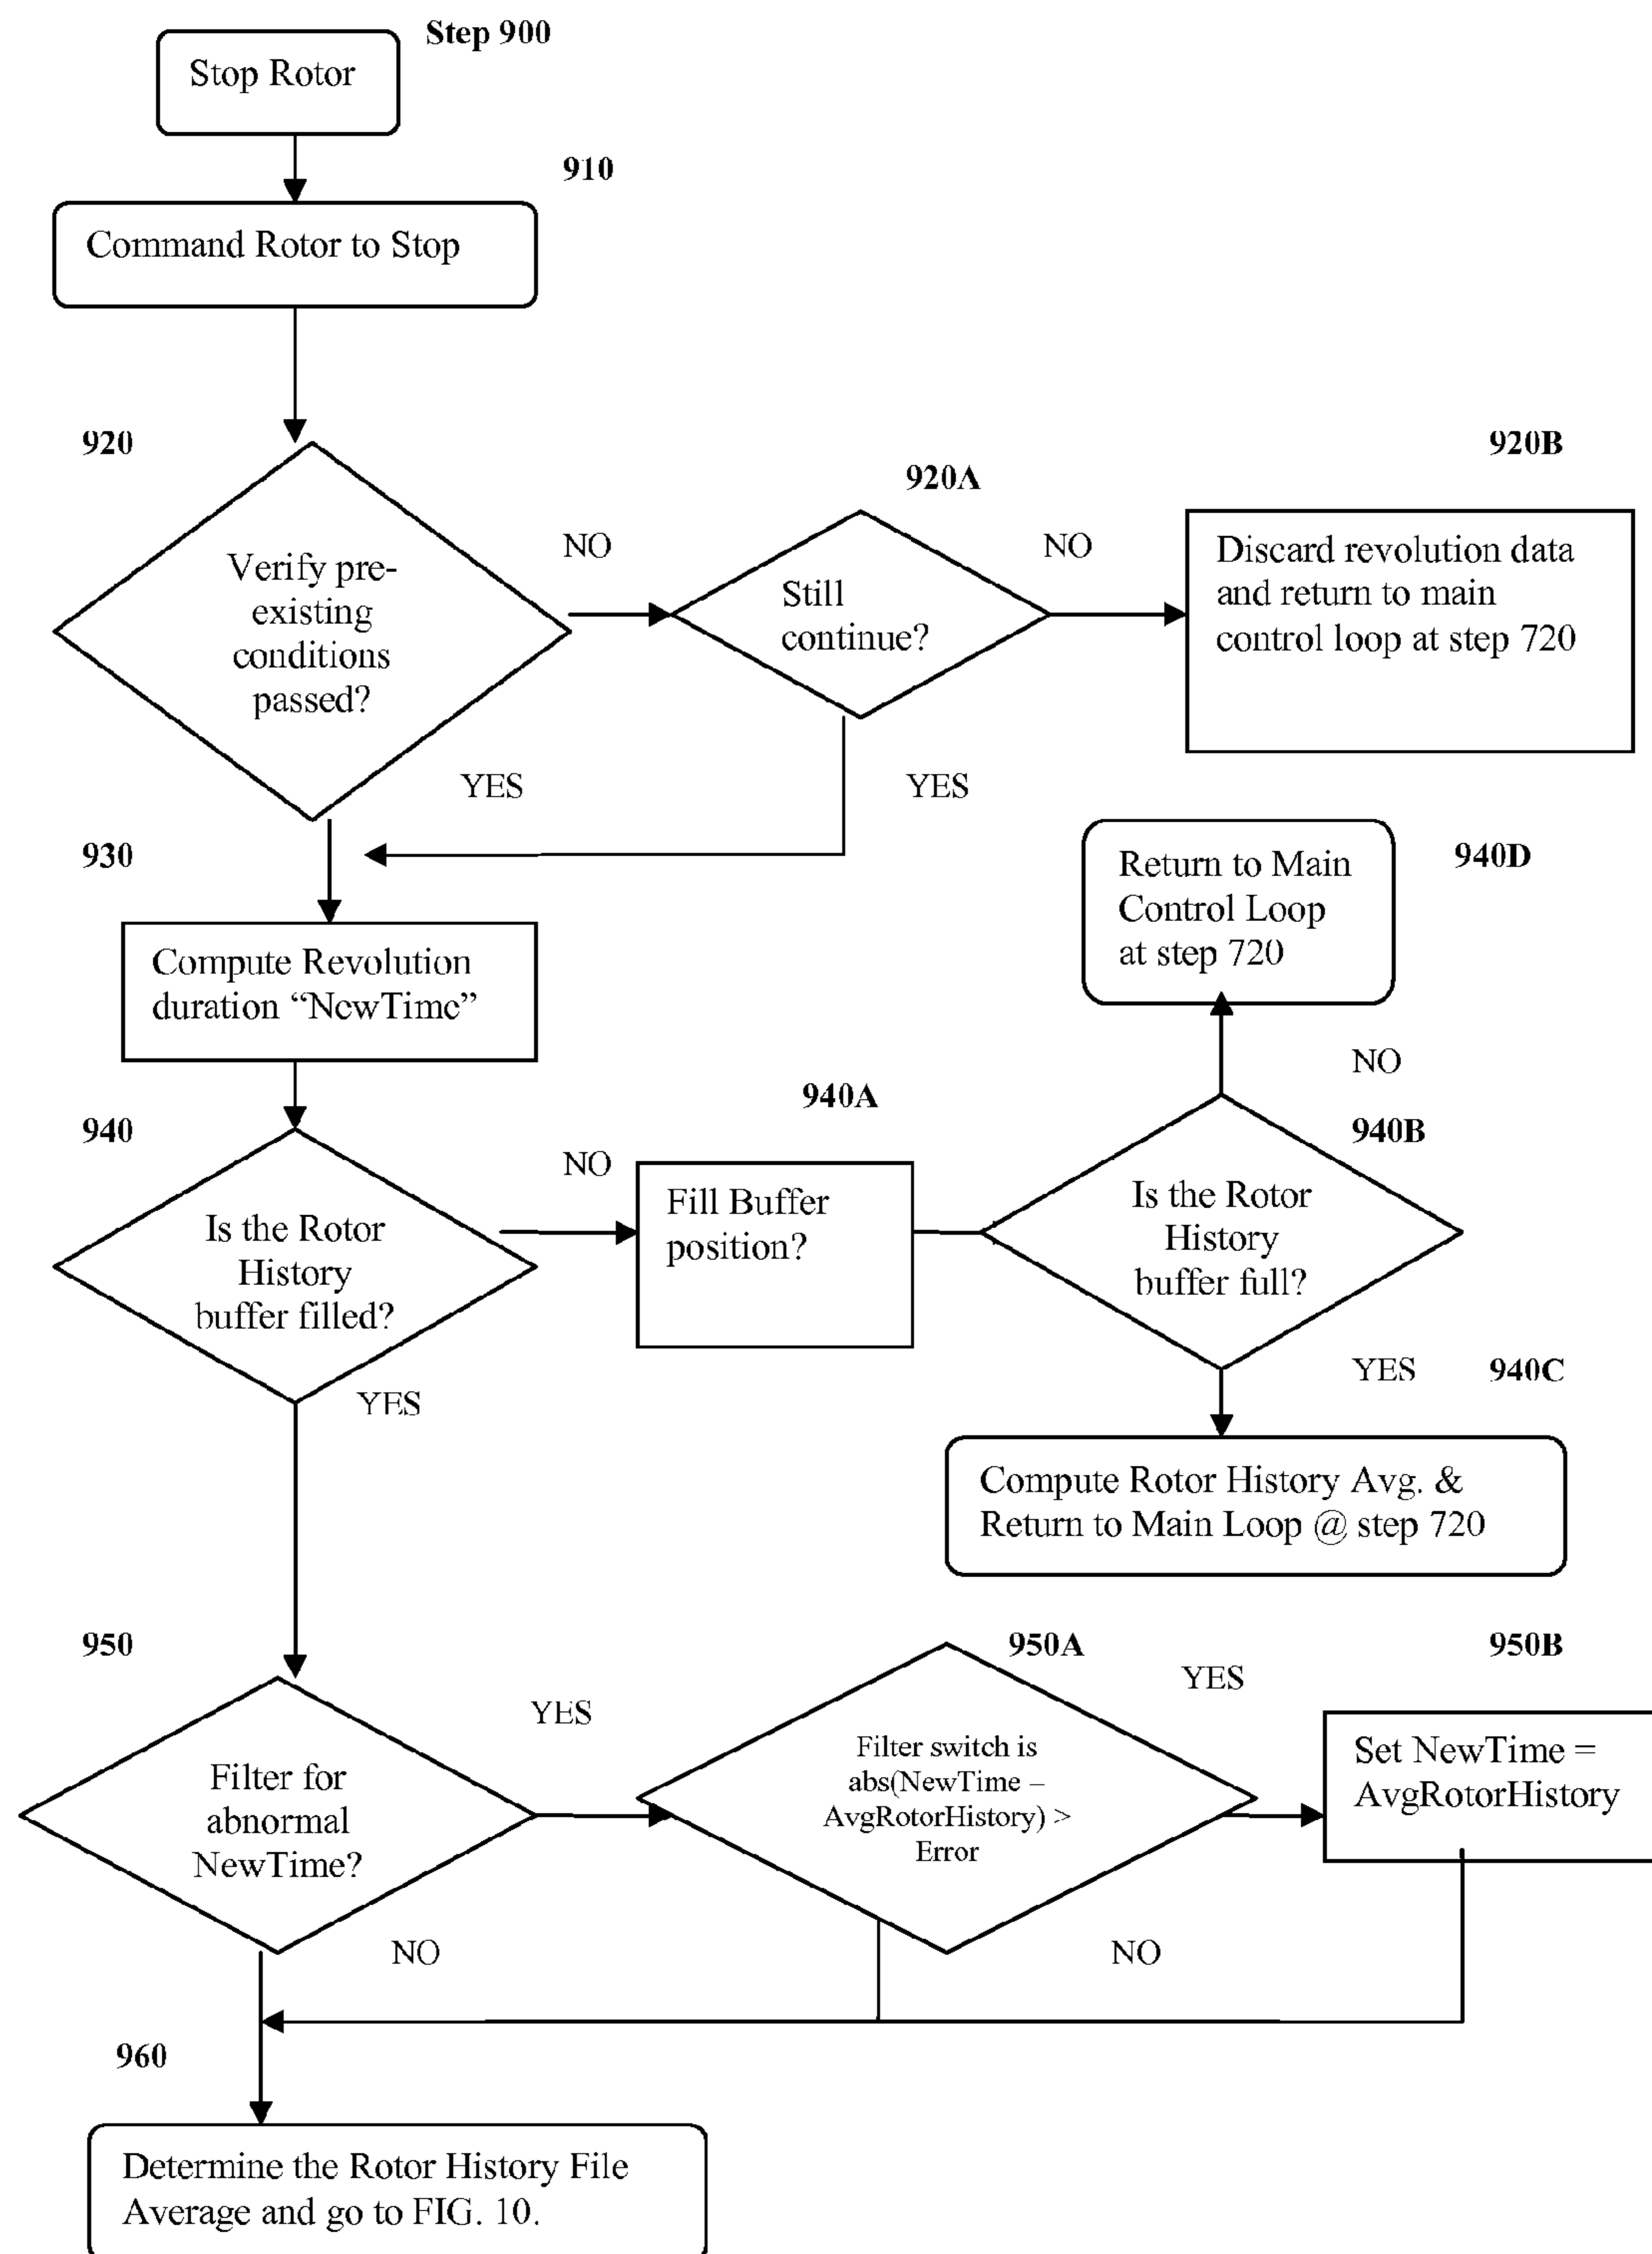 Step 900
Stop Rotor
910
Command Rotor to Stop
920
920A
920B
Verify pre-
existing
conditions
passed?
NO
Still
continue?
NO
Discard revolution data
and return to main
control loop at step 720
YES
YES
930
Compute Revolution
duration “NewTime”
940D
Return to Main
Control Loop
at step 720
NO
940
Is the Rotor
History
buffer filled?
NO
940A
Fill Buffer
position?
940B
Is the Rotor
History
buffer full?
YES
YES
940C
Compute Rotor History Avg. &
Return to Main Loop @ step 720
950
Filter for
abnormal
NewTime?
YES
950A
Filter switch is
abs(NewTime –
AvgRotorHistory) >
Error
YES
950B
Set NewTime =
AvgRotorHistory
NO
NO
960
Determine the Rotor History File
Average and go to FIG. 10.